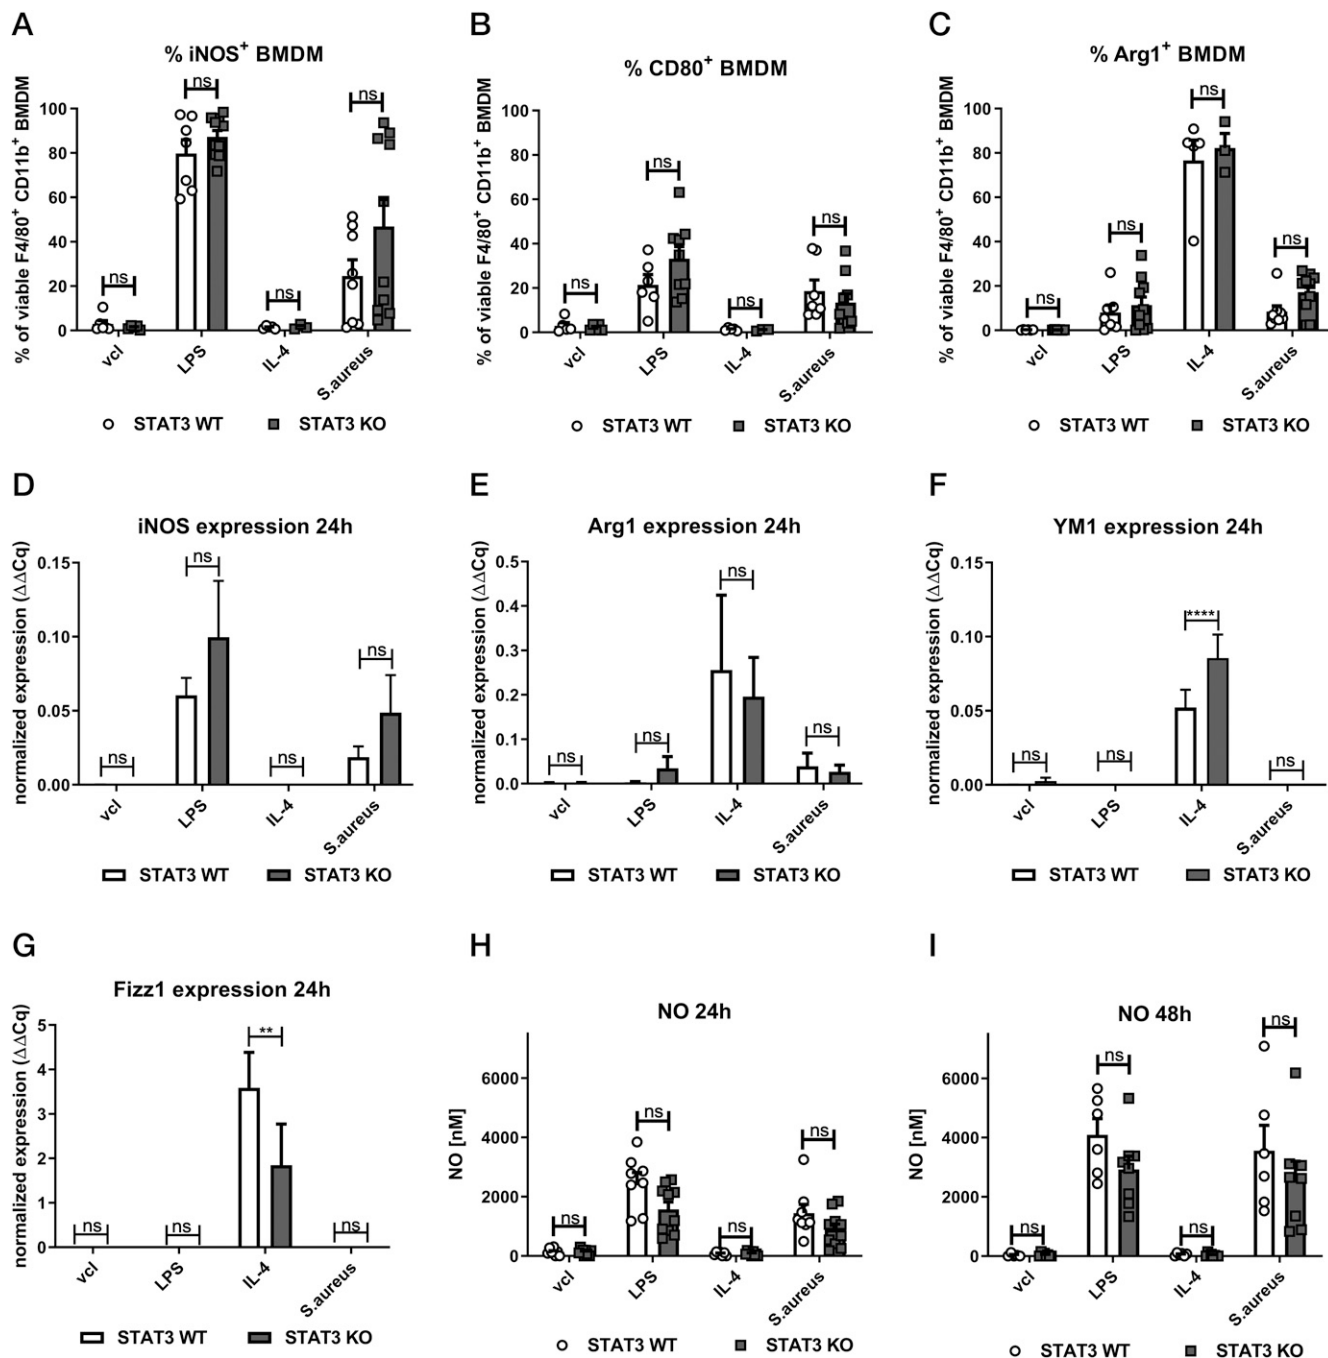 A
% iNOS⁺ BMDM
% of viable F4/80⁺ CD11b⁺ BMDM
100
80
60
40
20
0
ns
ns
ns
ns
vcl
LPS
IL-4
S.aureus
STAT3 WT
STAT3 KO
B
% CD80⁺ BMDM
% of viable F4/80⁺ CD11b⁺ BMDM
100
80
60
40
20
0
ns
ns
ns
ns
vcl
LPS
IL-4
S.aureus
STAT3 WT
STAT3 KO
C
% Arg1⁺ BMDM
% of viable F4/80⁺ CD11b⁺ BMDM
100
80
60
40
20
0
ns
ns
ns
ns
vcl
LPS
IL-4
S.aureus
STAT3 WT
STAT3 KO
D
iNOS expression 24h
normalized expression (ΔΔCq)
0.15
0.10
0.05
0.00
ns
ns
ns
ns
vcl
LPS
IL-4
S.aureus
STAT3 WT
STAT3 KO
E
Arg1 expression 24h
normalized expression (ΔΔCq)
0.5
0.4
0.3
0.2
0.1
0.0
ns
ns
ns
ns
vcl
LPS
IL-4
S.aureus
STAT3 WT
STAT3 KO
F
YM1 expression 24h
normalized expression (ΔΔCq)
0.15
0.10
0.05
0.00
ns
ns
****
ns
vcl
LPS
IL-4
S.aureus
STAT3 WT
STAT3 KO
G
Fizz1 expression 24h
normalized expression (ΔΔCq)
5
4
3
2
1
0
ns
ns
**
ns
vcl
LPS
IL-4
S.aureus
STAT3 WT
STAT3 KO
H
NO 24h
NO [nM]
6000
4000
2000
0
ns
ns
ns
ns
vcl
LPS
IL-4
S.aureus
STAT3 WT
STAT3 KO
I
NO 48h
NO [nM]
6000
4000
2000
0
ns
ns
ns
ns
vcl
LPS
IL-4
S.aureus
STAT3 WT
STAT3 KO